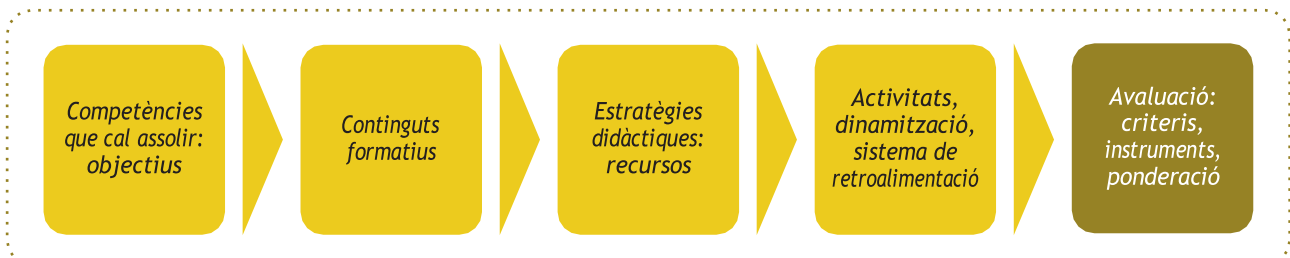 Competències
que cal assolir:
objectius
Continguts
formatius
Estratègies
didàctiques:
recursos
Activitats,
dinamització,
sistema de
retroalimentació
Avaluació:
criteris,
instruments,
ponderació